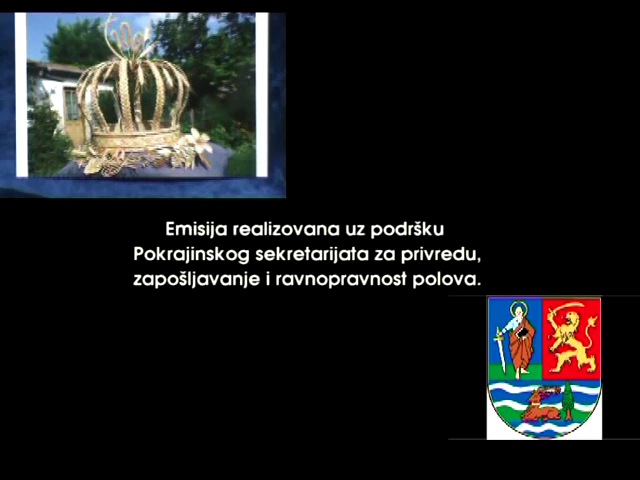 Emisija realizovana uz podršku
Pokrajinskog sekretarijata za privredu,
zapošljavanje i ravnopravnost polova.